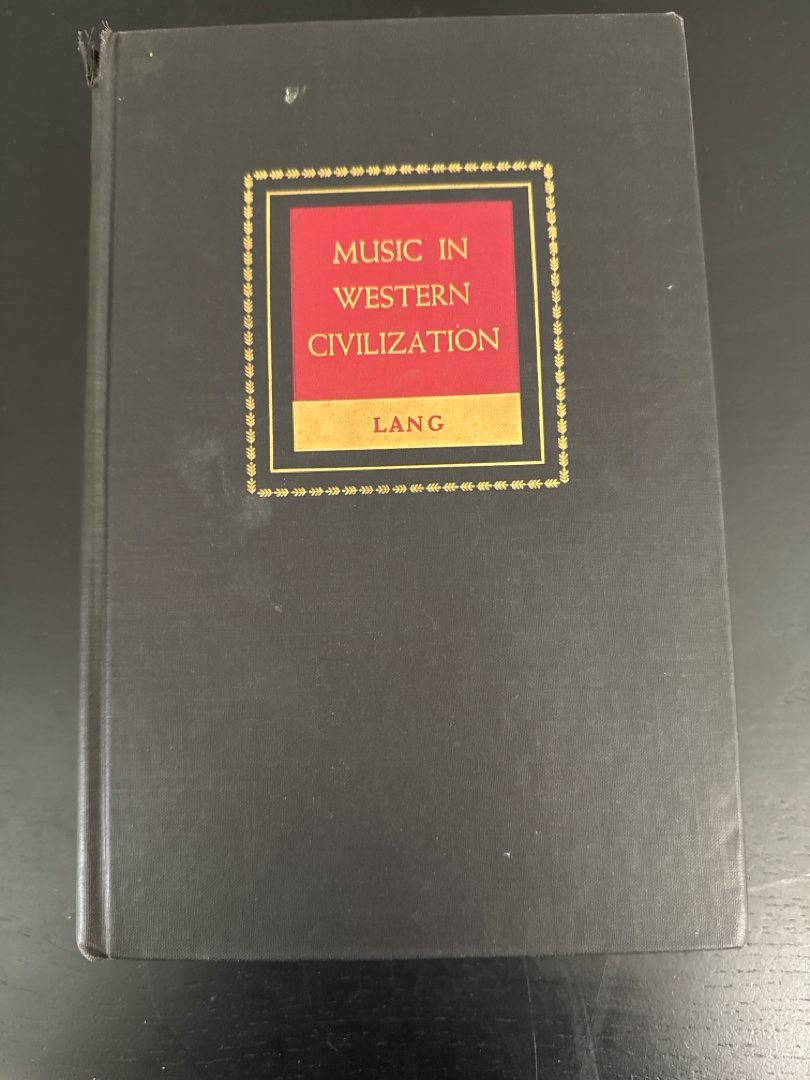 MUSIC IN
WESTERN
CIVILIZATION
LANG